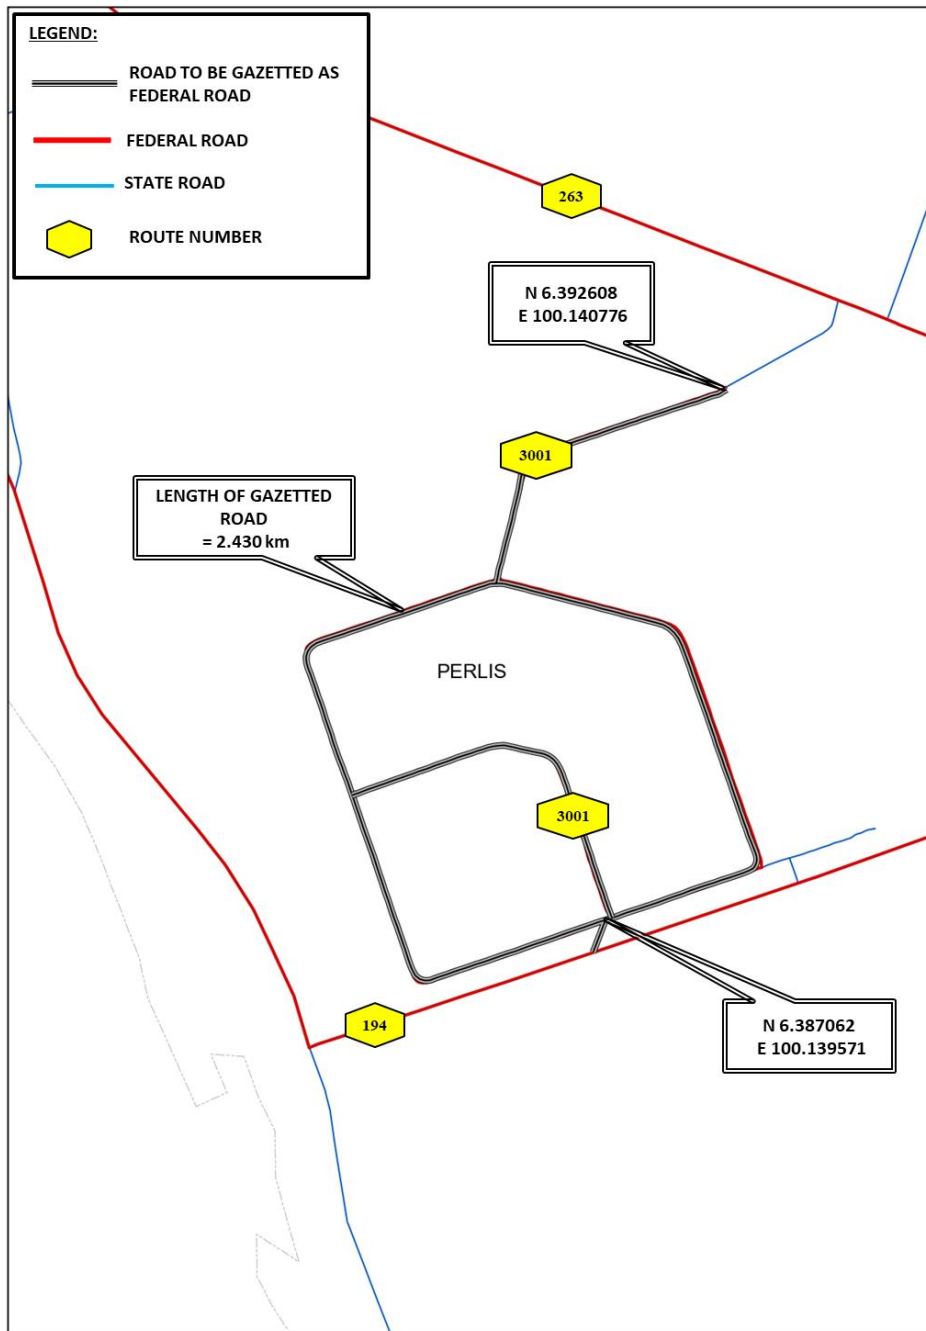 LEGEND:
ROAD TO BE GAZETTED AS
FEDERAL ROAD
FEDERAL ROAD
STATE ROAD
ROUTE NUMBER
263
N 6.392608
E 100.140776
3001
LENGTH OF GAZETTED
ROAD
= 2.430 km
PERLIS
3001
194
N 6.387062
E 100.139571